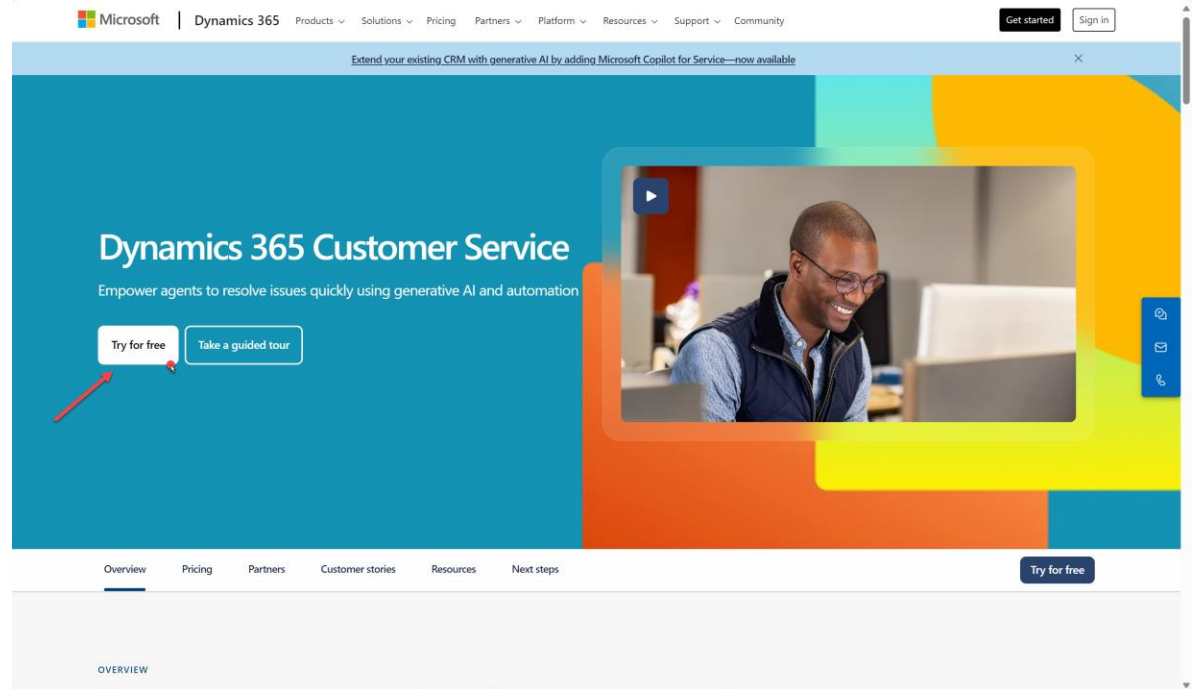 Microsoft Dynamics 365 Products Solutions Pricing Partners Platform Resources Support Community Get started Sign in
Extend your existing CRM with generative AI by adding Microsoft Copilot for Service—now available
Dynamics 365 Customer Service
Empower agents to resolve issues quickly using generative AI and automation
Try for free Take a guided tour
Overview Pricing Partners Customer stories Resources Next steps Try for free
OVERVIEW